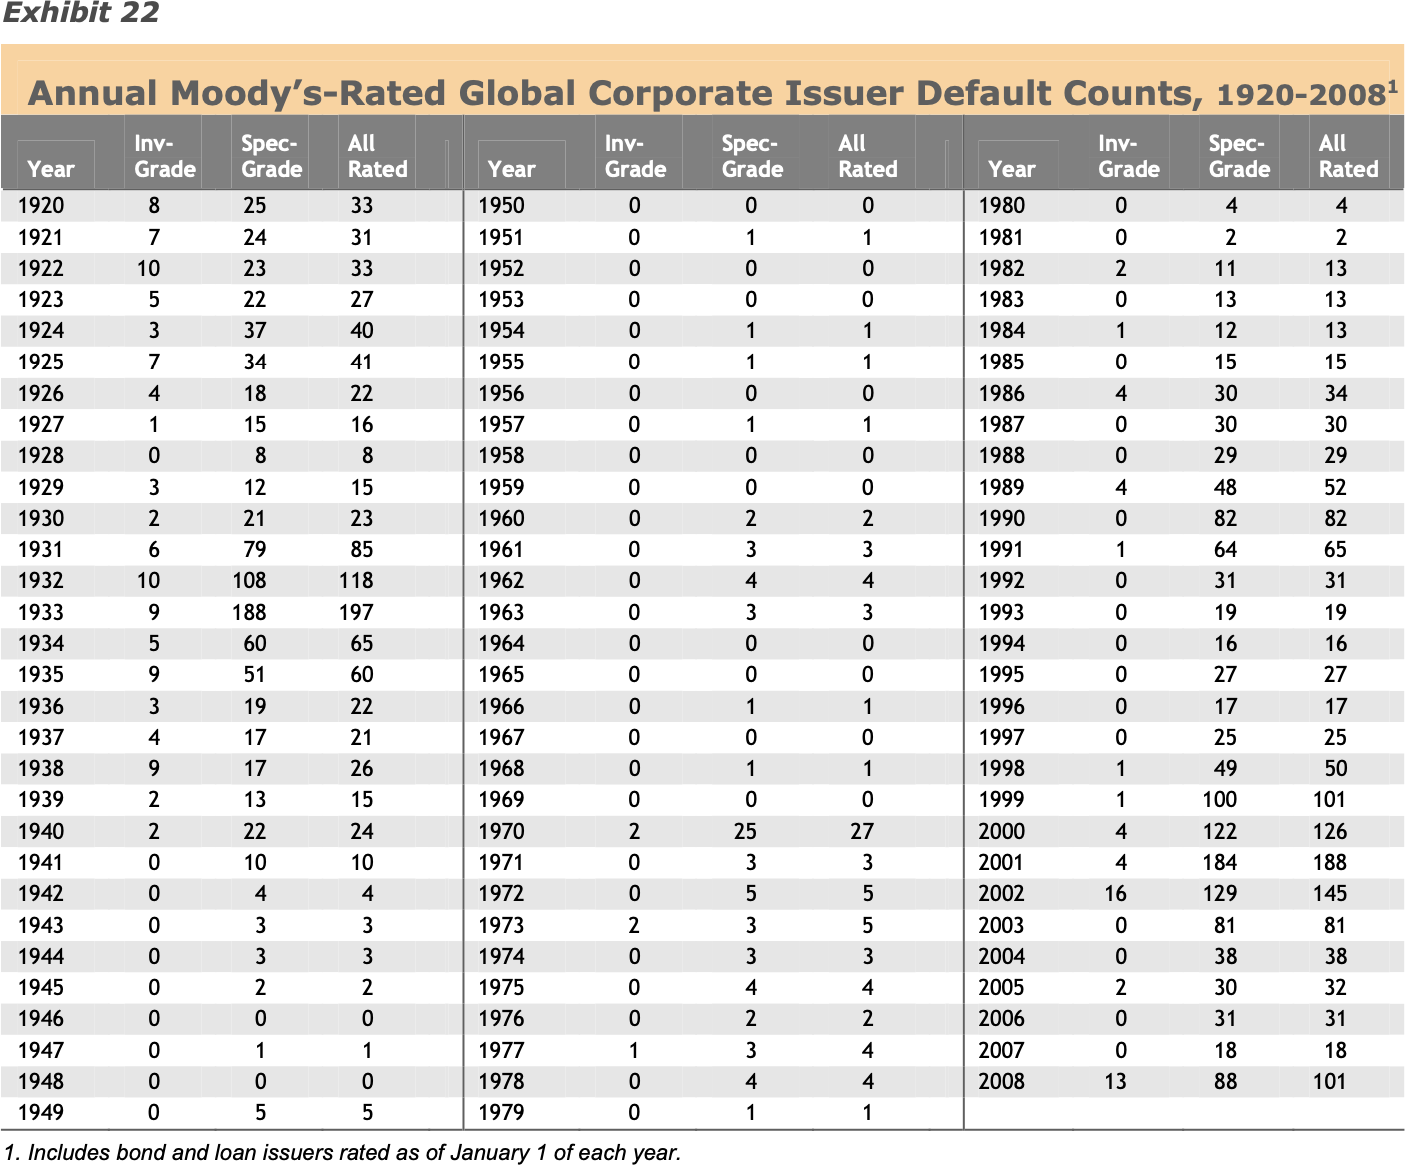 Exhibit 22
Annual Moody's-Rated Global Corporate Issuer Default Counts, 1920-2008¹
Year Inv-Grade Spec-Grade All Rated Year Inv-Grade Spec-Grade All Rated Year Inv-Grade Spec-Grade All Rated
1920 8 25 33 1950 0 0 0 1980 0 4 4
1921 7 24 31 1951 0 1 1 1981 0 2 2
1922 10 23 33 1952 0 0 0 1982 2 11 13
1923 5 22 27 1953 0 0 0 1983 0 13 13
1924 3 37 40 1954 0 1 1 1984 1 12 13
1925 7 34 41 1955 0 1 1 1985 0 15 15
1926 4 18 22 1956 0 0 0 1986 4 30 34
1927 1 15 16 1957 0 1 1 1987 0 30 30
1928 0 8 8 1958 0 0 0 1988 0 29 29
1929 3 12 15 1959 0 0 0 1989 4 48 52
1930 2 21 23 1960 0 2 2 1990 0 82 82
1931 6 79 85 1961 0 3 3 1991 1 64 65
1932 10 108 118 1962 0 4 4 1992 0 31 31
1933 9 188 197 1963 0 3 3 1993 0 19 19
1934 5 60 65 1964 0 0 0 1994 0 16 16
1935 9 51 60 1965 0 0 0 1995 0 27 27
1936 3 19 22 1966 0 1 1 1996 0 17 17
1937 4 17 21 1967 0 0 0 1997 0 25 25
1938 9 17 26 1968 0 1 1 1998 1 49 50
1939 2 13 15 1969 0 0 0 1999 1 100 101
1940 2 22 24 1970 2 25 27 2000 4 122 126
1941 0 10 10 1971 0 3 3 2001 4 184 188
1942 0 4 4 1972 0 5 5 2002 16 129 145
1943 0 3 3 1973 2 3 5 2003 0 81 81
1944 0 3 3 1974 0 3 3 2004 0 38 38
1945 0 2 2 1975 0 4 4 2005 2 30 32
1946 0 0 0 1976 0 2 2 2006 0 31 31
1947 0 1 1 1977 1 3 4 2007 0 18 18
1948 0 0 0 1978 0 4 4 2008 13 88 101
1949 0 5 5 1979 0 1 1
1. Includes bond and loan issuers rated as of January 1 of each year.